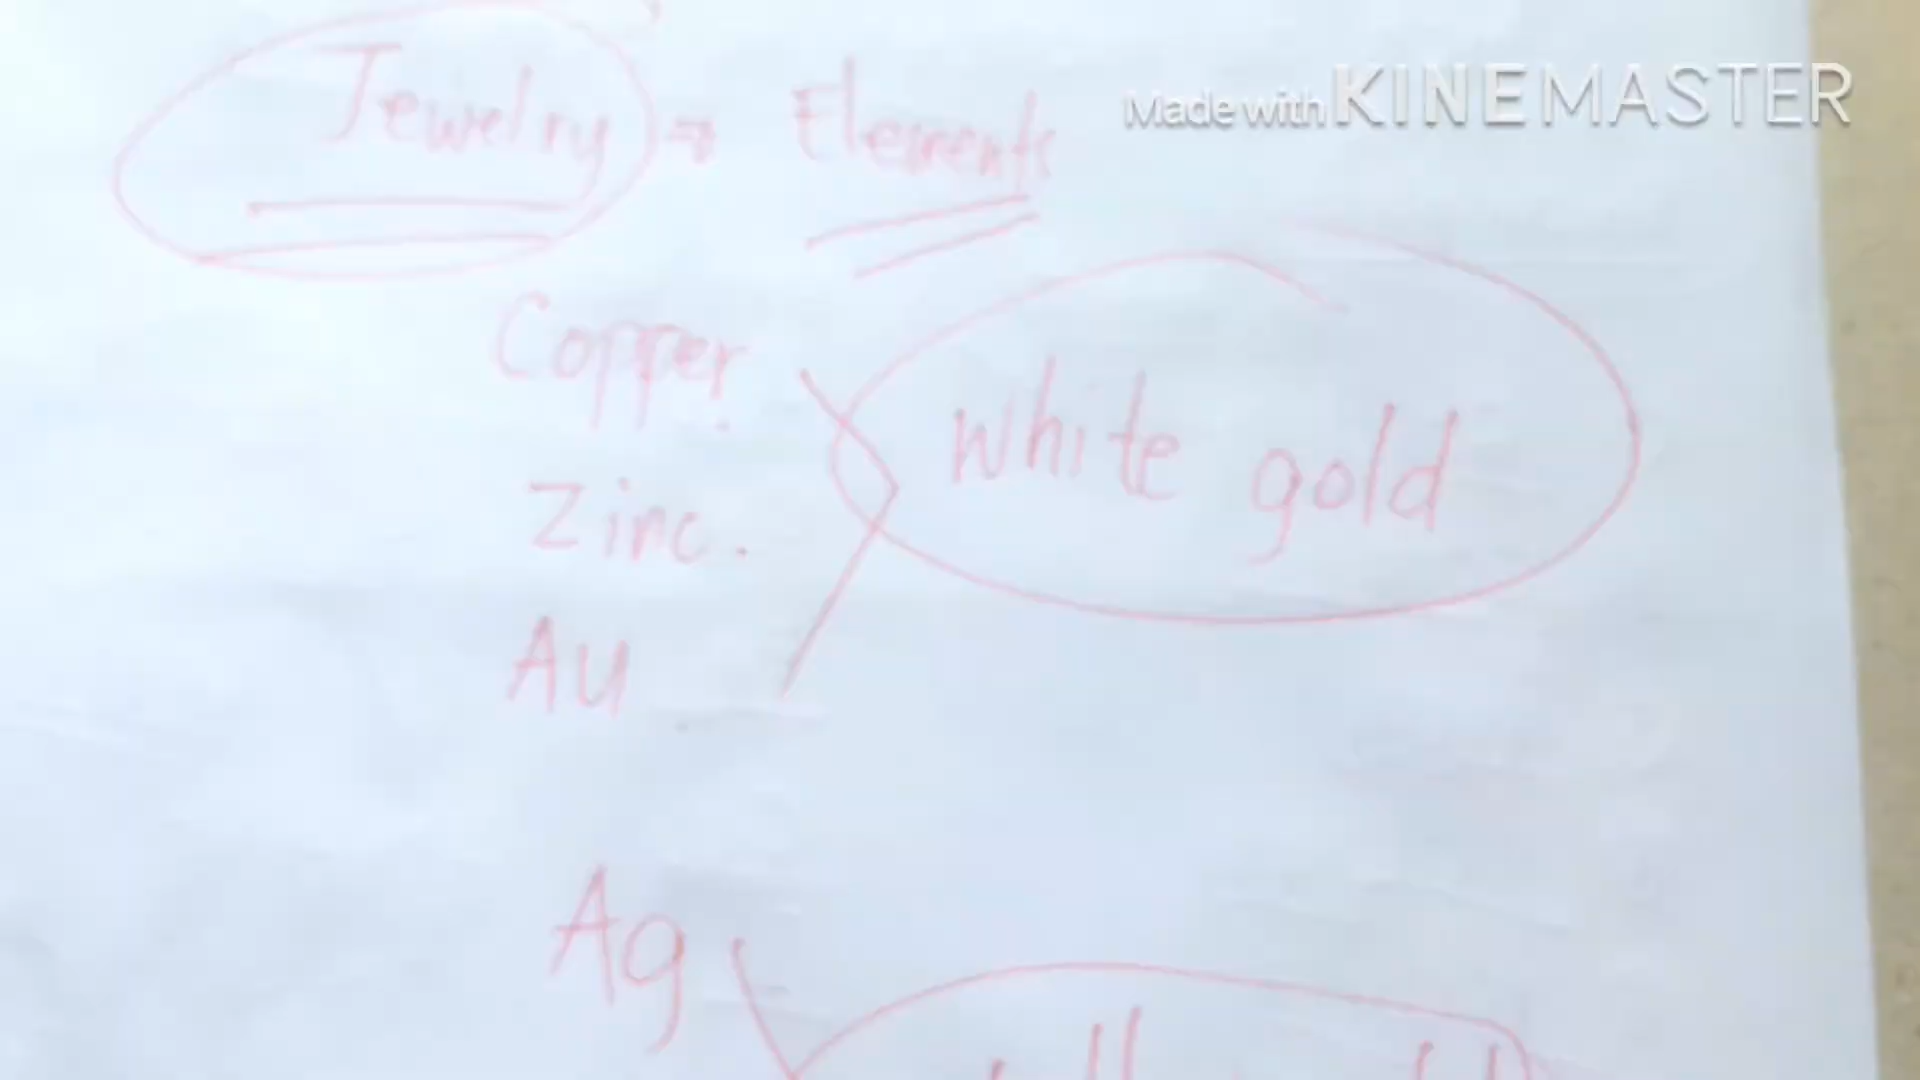 Jewelry → Elements
Made with KINEMASTER
Copper.
White gold
Zinc.
Au
Ag